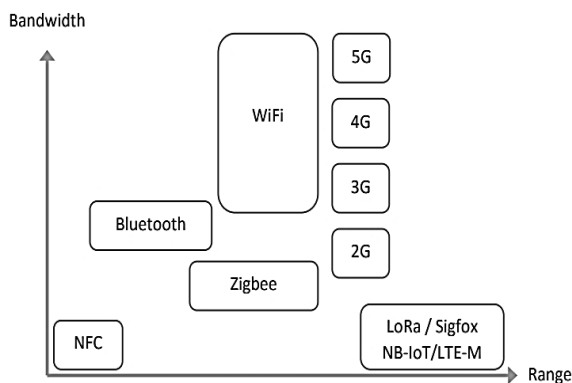 Bandwidth
5G
WiFi
4G
3G
Bluetooth
2G
Zigbee
LoRa / Sigfox
NB-IoT/LTE-M
NFC
Range